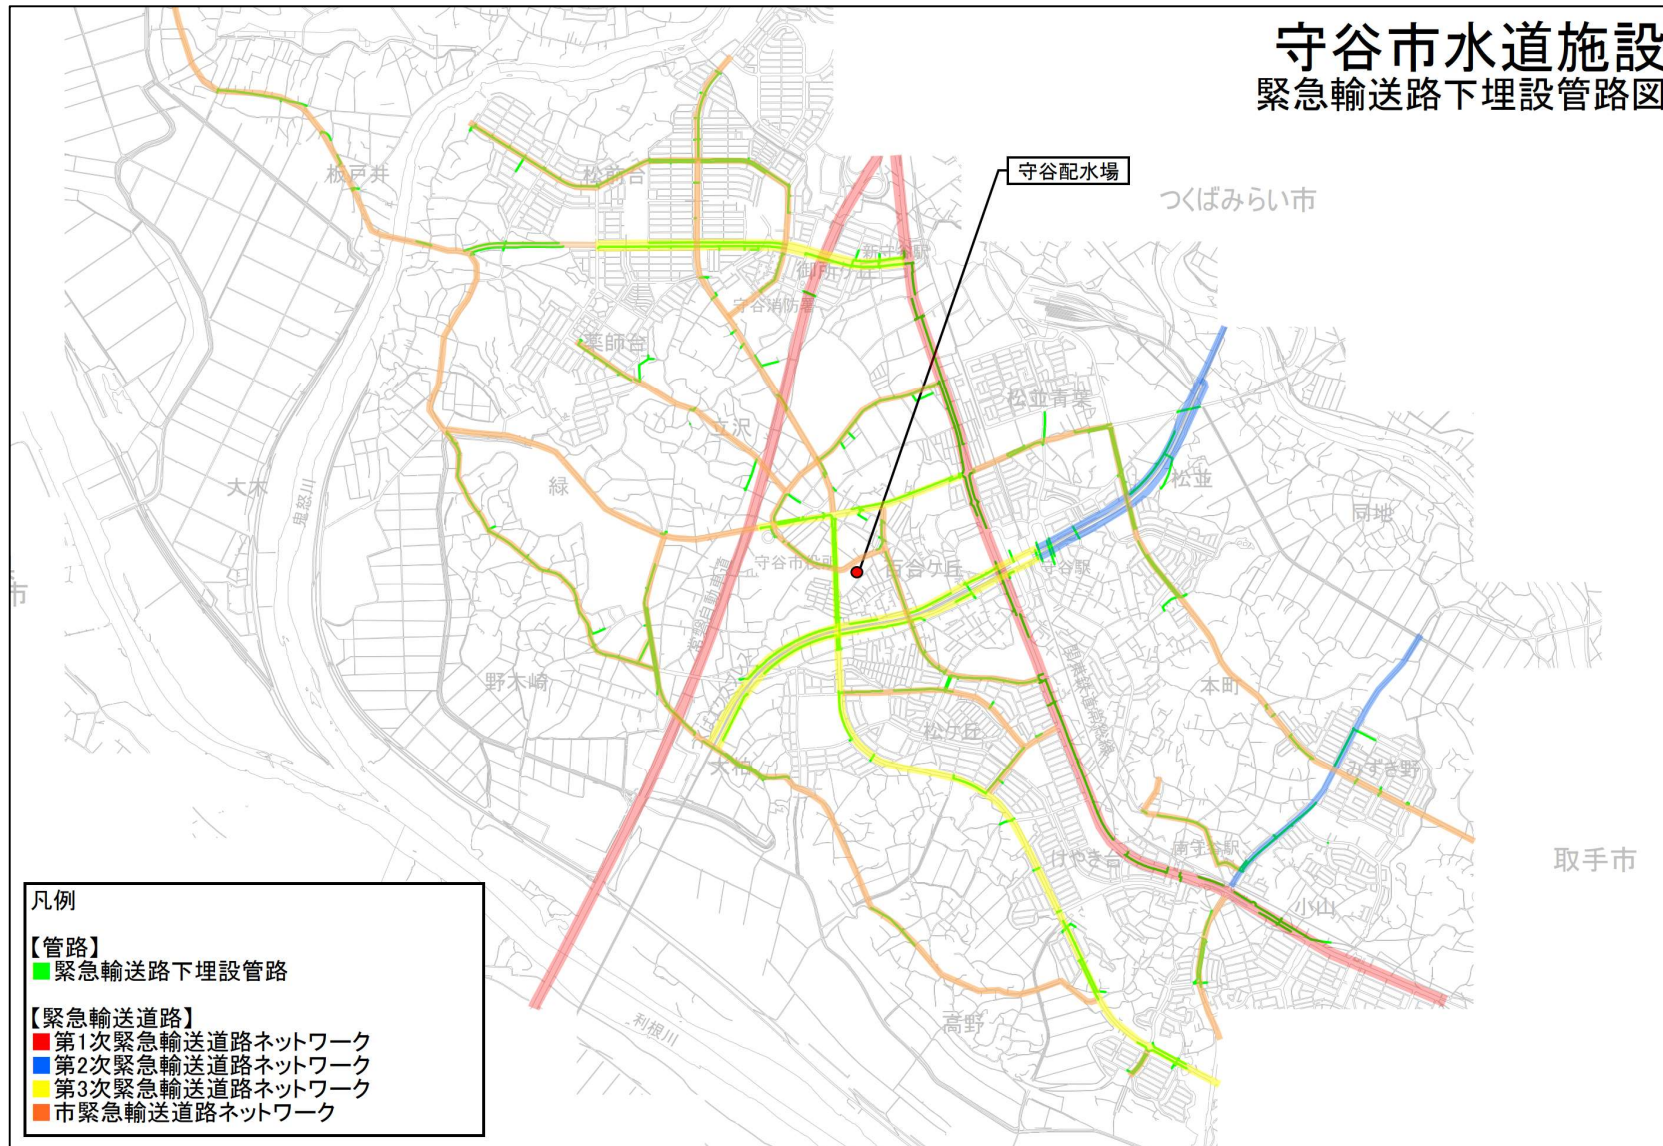 守谷市水道施設
緊急輸送路下埋設管路図
守谷配水場
つくばみらい市
板戸井
松前台
新守谷駅
御所ケ丘
守谷消防署
薬師台
松並青葉
立沢
松並
大木
鬼怒川
緑
同地
守谷市役所
百合ケ丘
守谷駅
市
常磐自動車道
野木崎
本町
松ケ丘
大柏
みずき野
けやき台
南守谷駅
取手市
小山
高野
利根川
凡例
【管路】
緊急輸送路下埋設管路
【緊急輸送道路】
第1次緊急輸送道路ネットワーク
第2次緊急輸送道路ネットワーク
第3次緊急輸送道路ネットワーク
市緊急輸送道路ネットワーク